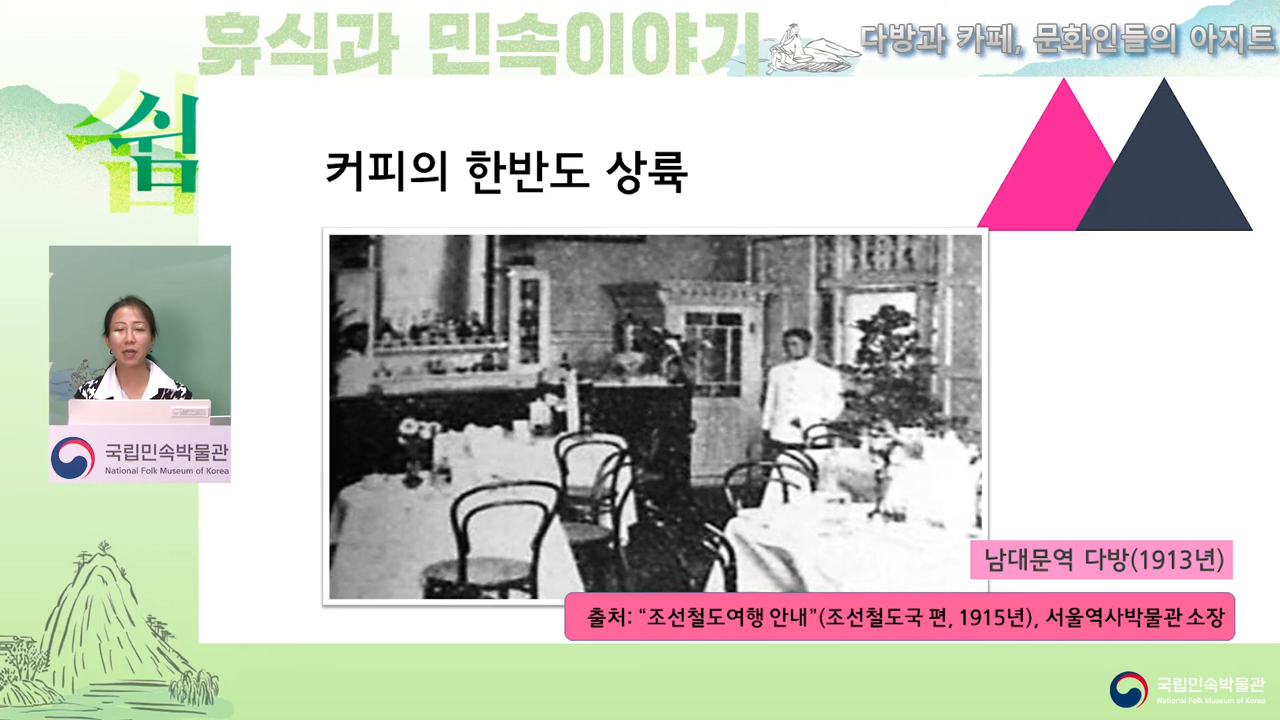 휴식과 민속이야기
다방과 카페, 문화인들의 아지트
쉼
커피의 한반도 상륙
국립민속박물관
National Folk Museum of Korea
남대문역 다방(1913년)
출처: “조선철도여행 안내”(조선철도국 편, 1915년), 서울역사박물관 소장
국립민속박물관
National Folk Museum of Korea